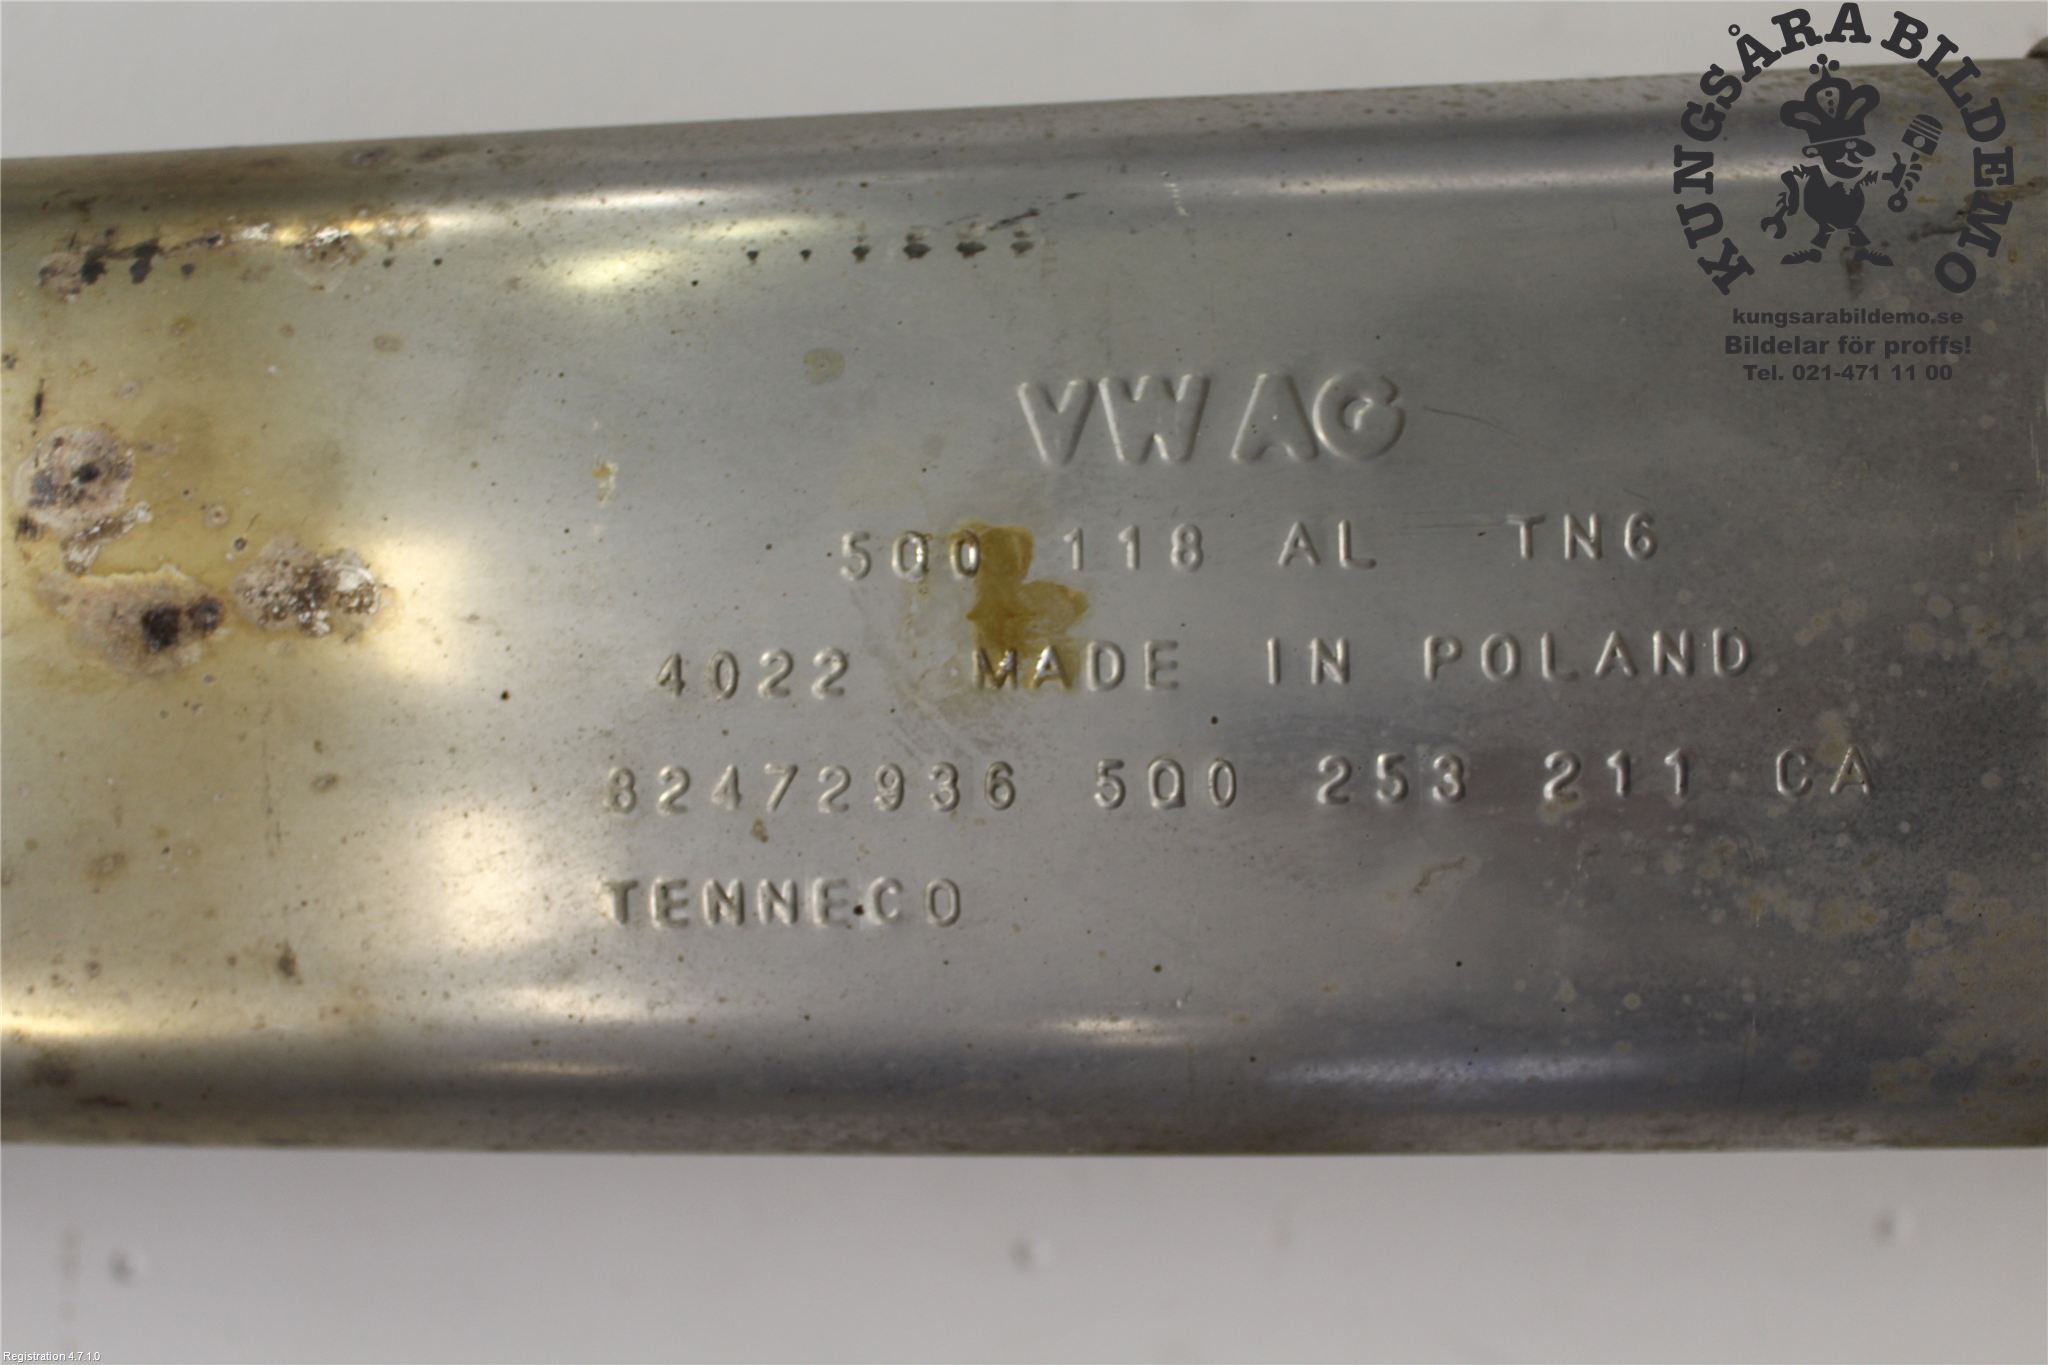 KUNGSÅRA BILDEMO
kungsarabildemo.se
Bildelar för proffs!
Tel. 021-471 11 00
VW AG
5Q0 118 AL TN6
4022 MADE IN POLAND
82472936 5Q0 253 211 CA
TENNECO
Registration 4.7.1.0